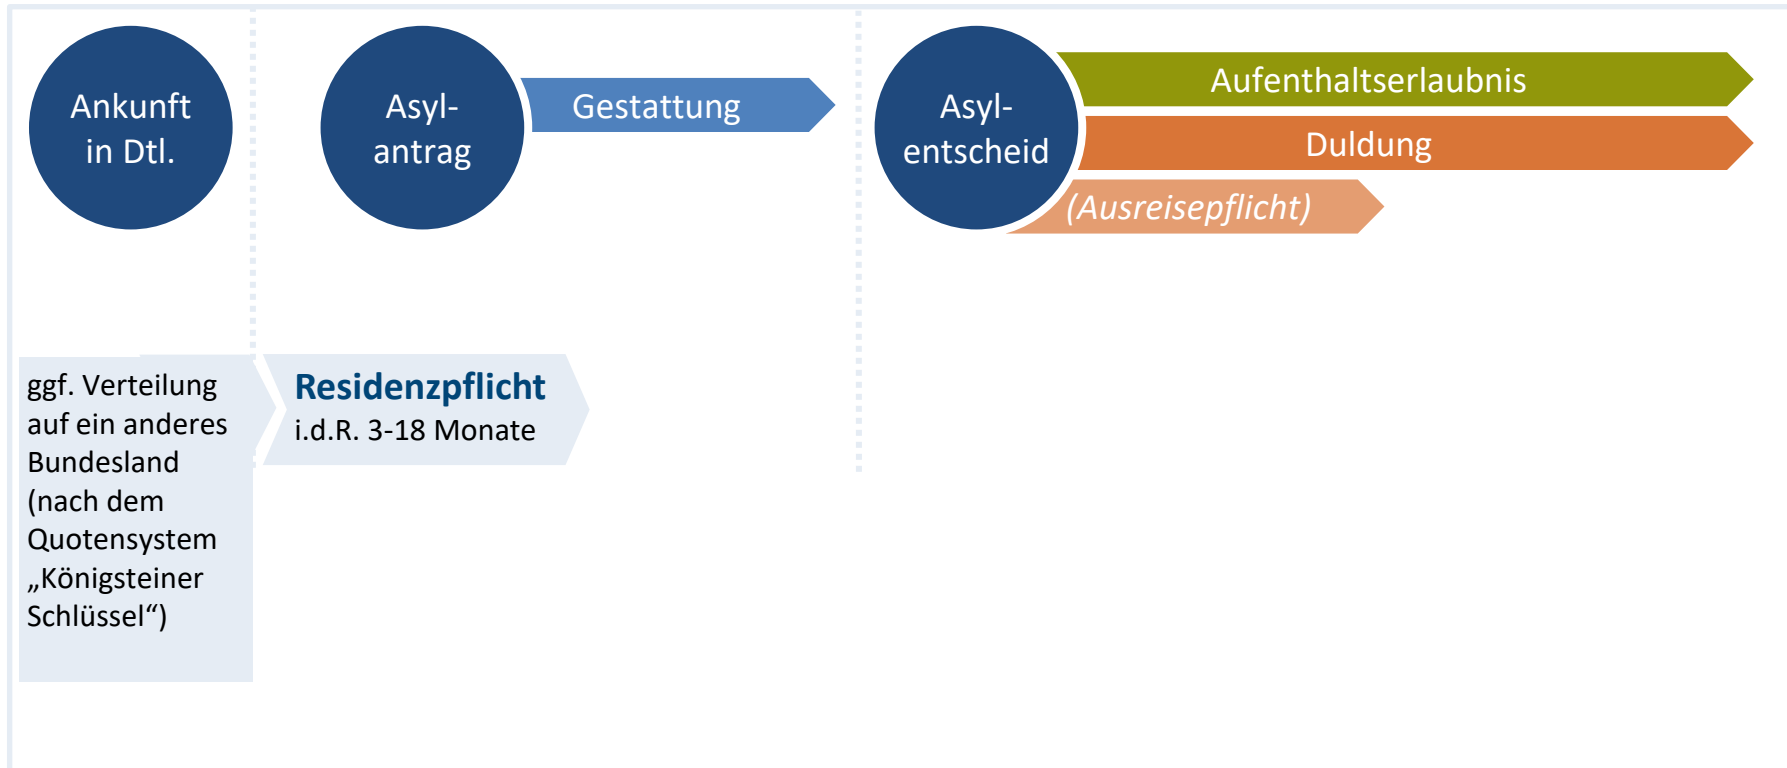 Ankunft
in Dtl.
Asyl-
antrag
Gestattung
Asyl-
entscheid
Aufenthaltserlaubnis
Duldung
(Ausreisepflicht)
ggf. Verteilung
auf ein anderes
Bundesland
(nach dem
Quotensystem
„Königsteiner
Schlüssel“)
Residenzpflicht
i.d.R. 3-18 Monate